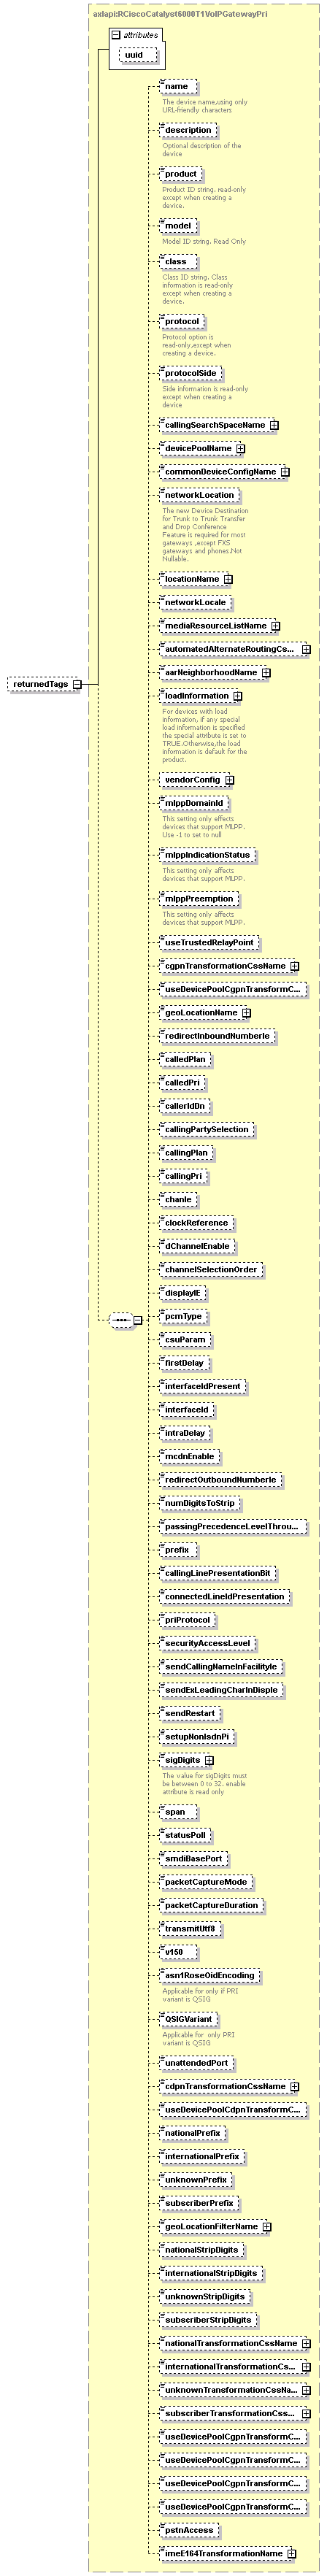 axlapi:RCiscoCatalyst6000T1VoIPGatewayPri
attributes
uuid
returnedTags
name
The device name,using only
URL-friendly characters
description
Optional description of the
device
product
Product ID string. read-only
except when creating a
device.
model
Model ID string. Read Only
class
Class ID string. Class
information is read-only
except when creating a
device.
protocol
Protocol option is
read-only,except when
creating a device.
protocolSide
Side information is read-only
except when creating a
device
callingSearchSpaceName
devicePoolName
commonDeviceConfigName
networkLocation
The new Device Destination
for Trunk to Trunk Transfer
and Drop Conference
Feature is required for most
gateways ,except FXS
gateways and phones.Not
Nullable.
locationName
networkLocale
mediaResourceListName
automatedAlternateRoutingCs...
aarNeighborhoodName
loadInformation
For devices with load
information, if any special
load information is specified
the special attribute is set to
TRUE.Otherwise,the load
information is default for the
product.
vendorConfig
mlppDomainId
This setting only effects
devices that support MLPP.
Use -1 to set to null
mlppIndicationStatus
This setting only affects
devices that support MLPP.
mlppPreemption
This setting only affects
devices that support MLPP.
useTrustedRelayPoint
cgpnTransformationCssName
useDevicePoolCgpnTransformC...
geoLocationName
redirectInboundNumberIe
calledPlan
calledPri
callerIdDn
callingPartySelection
callingPlan
callingPri
chanIe
clockReference
dChannelEnable
channelSelectionOrder
displayIE
pcmType
csuParam
firstDelay
interfaceIdPresent
interfaceId
intraDelay
mcdnEnable
redirectOutboundNumberIe
numDigitsToStrip
passingPrecedenceLevelThrou...
prefix
callingLinePresentationBit
connectedLineIdPresentation
priProtocol
securityAccessLevel
sendCallingNameInFacilityIe
sendExLeadingCharInDispIe
sendRestart
setupNonIsdnPi
sigDigits
The value for sigDigits must
be between 0 to 32. enable
attribute is read only
span
statusPoll
smdiBasePort
packetCaptureMode
packetCaptureDuration
transmitUtf8
v150
asn1RoseOidEncoding
Applicable for only if PRI
variant is QSIG
QSIGVariant
Applicable for  only PRI
variant is QSIG
unattendedPort
cdpnTransformationCssName
useDevicePoolCdpnTransformC...
nationalPrefix
internationalPrefix
unknownPrefix
subscriberPrefix
geoLocationFilterName
nationalStripDigits
internationalStripDigits
unknownStripDigits
subscriberStripDigits
nationalTransformationCssName
internationalTransformationCs...
unknownTransformationCssNa...
subscriberTransformationCss...
useDevicePoolCgpnTransformC...
useDevicePoolCgpnTransformC...
useDevicePoolCgpnTransformC...
useDevicePoolCgpnTransformC...
pstnAccess
imeE164TransformationName